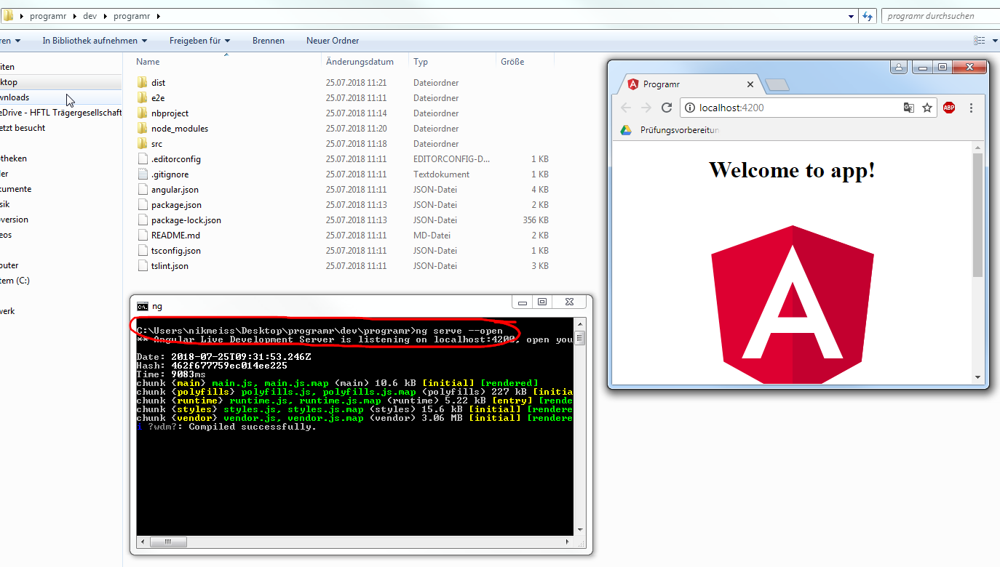 programr dev programr programr durchsuchen
In Bibliothek aufnehmen Freigeben für Brennen Neuer Ordner
Name Änderungsdatum Typ Größe
dist 25.07.2018 11:21 Dateiordner
e2e 25.07.2018 11:11 Dateiordner
nbproject 25.07.2018 11:14 Dateiordner
node_modules 25.07.2018 11:20 Dateiordner
src 25.07.2018 11:18 Dateiordner
.editorconfig 25.07.2018 11:11 EDITORCONFIG-D... 1 KB
.gitignore 25.07.2018 11:11 Textdokument 1 KB
angular.json 25.07.2018 11:11 JSON-Datei 4 KB
package.json 25.07.2018 11:13 JSON-Datei 2 KB
package-lock.json 25.07.2018 11:13 JSON-Datei 356 KB
README.md 25.07.2018 11:11 MD-Datei 2 KB
tsconfig.json 25.07.2018 11:11 JSON-Datei 1 KB
tslint.json 25.07.2018 11:11 JSON-Datei 3 KB
iten
ktop
wnloads
eDrive - HFTL Trägergesellschaft
etzt besucht
otheken
ler
kumente
sik
oversion
eos
outer
tem (C:)
werk
ng
C:\Users\nikmeiss\Desktop\programr\dev\programr>ng serve --open
** Angular Live Development Server is listening on localhost:4200, open you
Date: 2018-07-25T09:31:53.246Z
Hash: 462f677759ec014ee225
Time: 9083ms
chunk {main} main.js, main.js.map (main) 10.6 kB [initial] [rendered]
chunk {polyfills} polyfills.js, polyfills.js.map (polyfills) 227 kB [initia
chunk {runtime} runtime.js, runtime.js.map (runtime) 5.22 kB [entry] [rende
chunk {styles} styles.js, styles.js.map (styles) 15.6 kB [initial] [rendere
chunk {vendor} vendor.js, vendor.js.map (vendor) 3.06 MB [initial] [rendere
i ?wdm?: Compiled successfully.
Programr
localhost:4200 ABP
Prüfungsvorbereitun
Welcome to app!
A